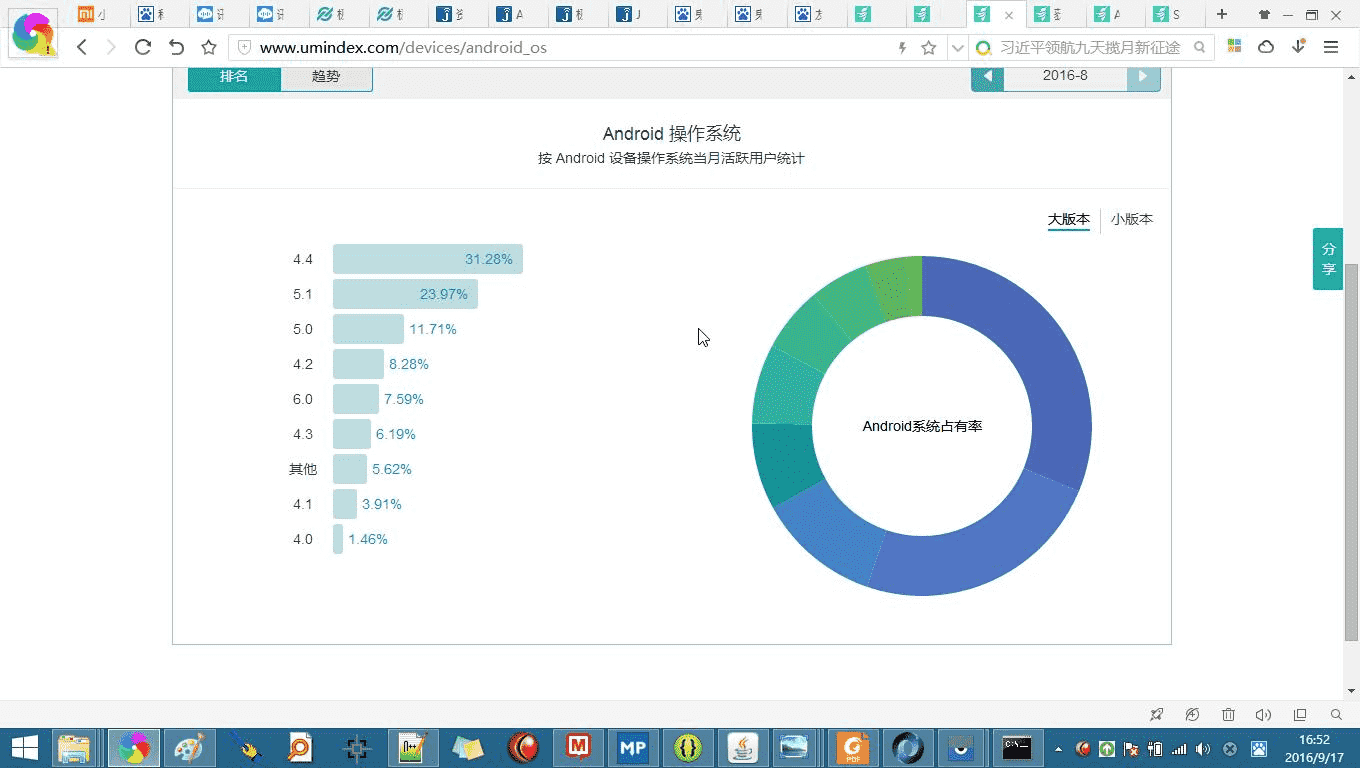 www.umindex.com/devices/android_os
习近平领航九天揽月新征途
排名 趋势
2016-8
Android 操作系统
按 Android 设备操作系统当月活跃用户统计
大版本 小版本
4.4 31.28%
5.1 23.97%
5.0 11.71%
4.2 8.28%
6.0 7.59%
4.3 6.19%
其他 5.62%
4.1 3.91%
4.0 1.46%
Android系统占有率
分
享
16:52
2016/9/17